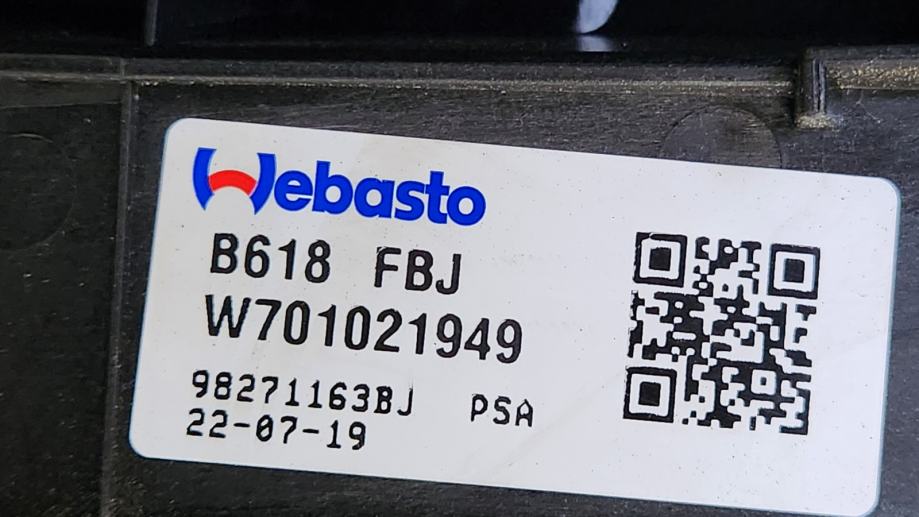 Webasto
B618 FBJ
W701021949
98271163BJ PSA
22-07-19